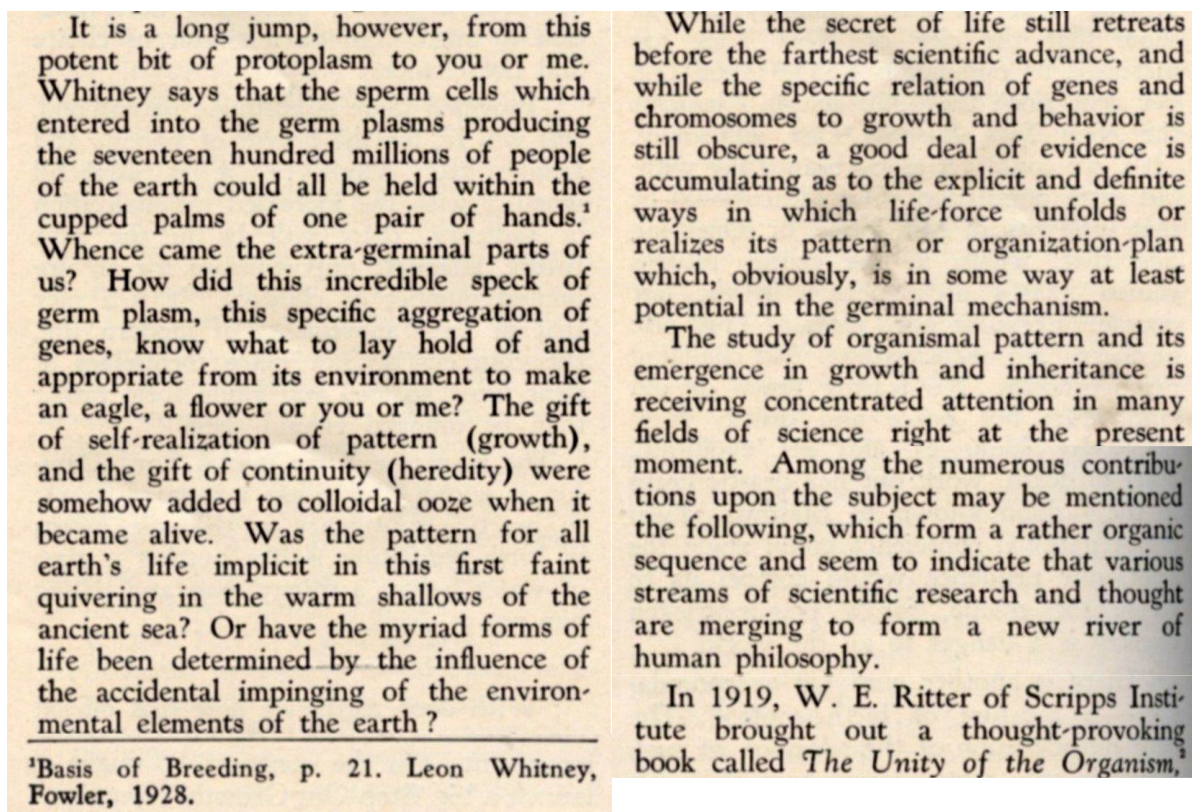 It is a long jump, however, from this
potent bit of protoplasm to you or me.
Whitney says that the sperm cells which
entered into the germ plasms producing
the seventeen hundred millions of people
of the earth could all be held within the
cupped palms of one pair of hands.¹
Whence came the extra-germinal parts of
us? How did this incredible speck of
germ plasm, this specific aggregation of
genes, know what to lay hold of and
appropriate from its environment to make
an eagle, a flower or you or me? The gift
of self-realization of pattern (growth),
and the gift of continuity (heredity) were
somehow added to colloidal ooze when it
became alive. Was the pattern for all
earth's life implicit in this first faint
quivering in the warm shallows of the
ancient sea? Or have the myriad forms of
life been determined by the influence of
the accidental impinging of the environ-
mental elements of the earth?
¹Basis of Breeding, p. 21. Leon Whitney,
Fowler, 1928.
While the secret of life still retreats
before the farthest scientific advance, and
while the specific relation of genes and
chromosomes to growth and behavior is
still obscure, a good deal of evidence is
accumulating as to the explicit and definite
ways in which life-force unfolds or
realizes its pattern or organization-plan
which, obviously, is in some way at least
potential in the germinal mechanism.
The study of organismal pattern and its
emergence in growth and inheritance is
receiving concentrated attention in many
fields of science right at the present
moment. Among the numerous contribu-
tions upon the subject may be mentioned
the following, which form a rather organic
sequence and seem to indicate that various
streams of scientific research and thought
are merging to form a new river of
human philosophy.
In 1919, W. E. Ritter of Scripps Insti-
tute brought out a thought-provoking
book called The Unity of the Organism,²